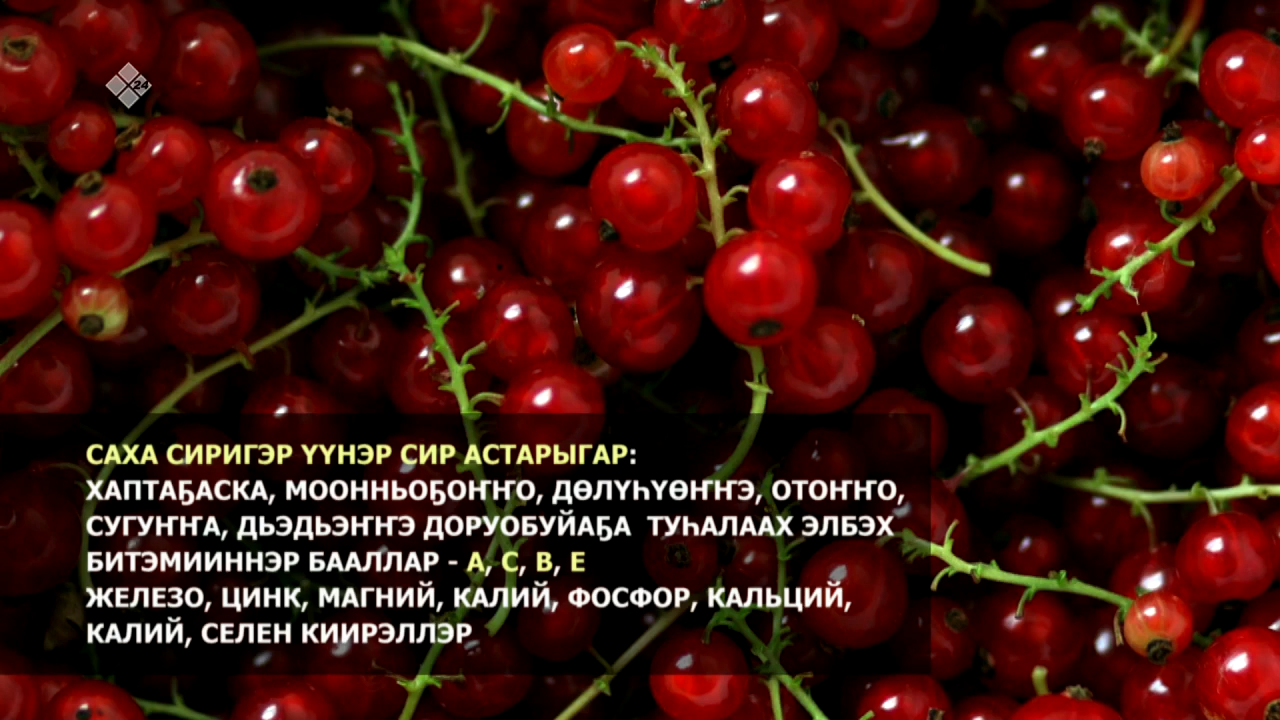 24
САХА СИРИГЭР ҮҮНЭР СИР АСТАРЫГАР:
ХАПТАҔАСКА, МООННЬОҔОҤҤО, ДӨЛҮҺҮӨҤҤЭ, ОТОҤҤО,
СУГУҤҤА, ДЬЭДЬЭҤҤЭ ДОРУОБУЙАҔА ТУҺАЛААХ ЭЛБЭХ
БИТЭМИИННЭР БААЛЛАР - А, С, В, Е
ЖЕЛЕЗО, ЦИНК, МАГНИЙ, КАЛИЙ, ФОСФОР, КАЛЬЦИЙ,
КАЛИЙ, СЕЛЕН КИИРЭЛЛЭР